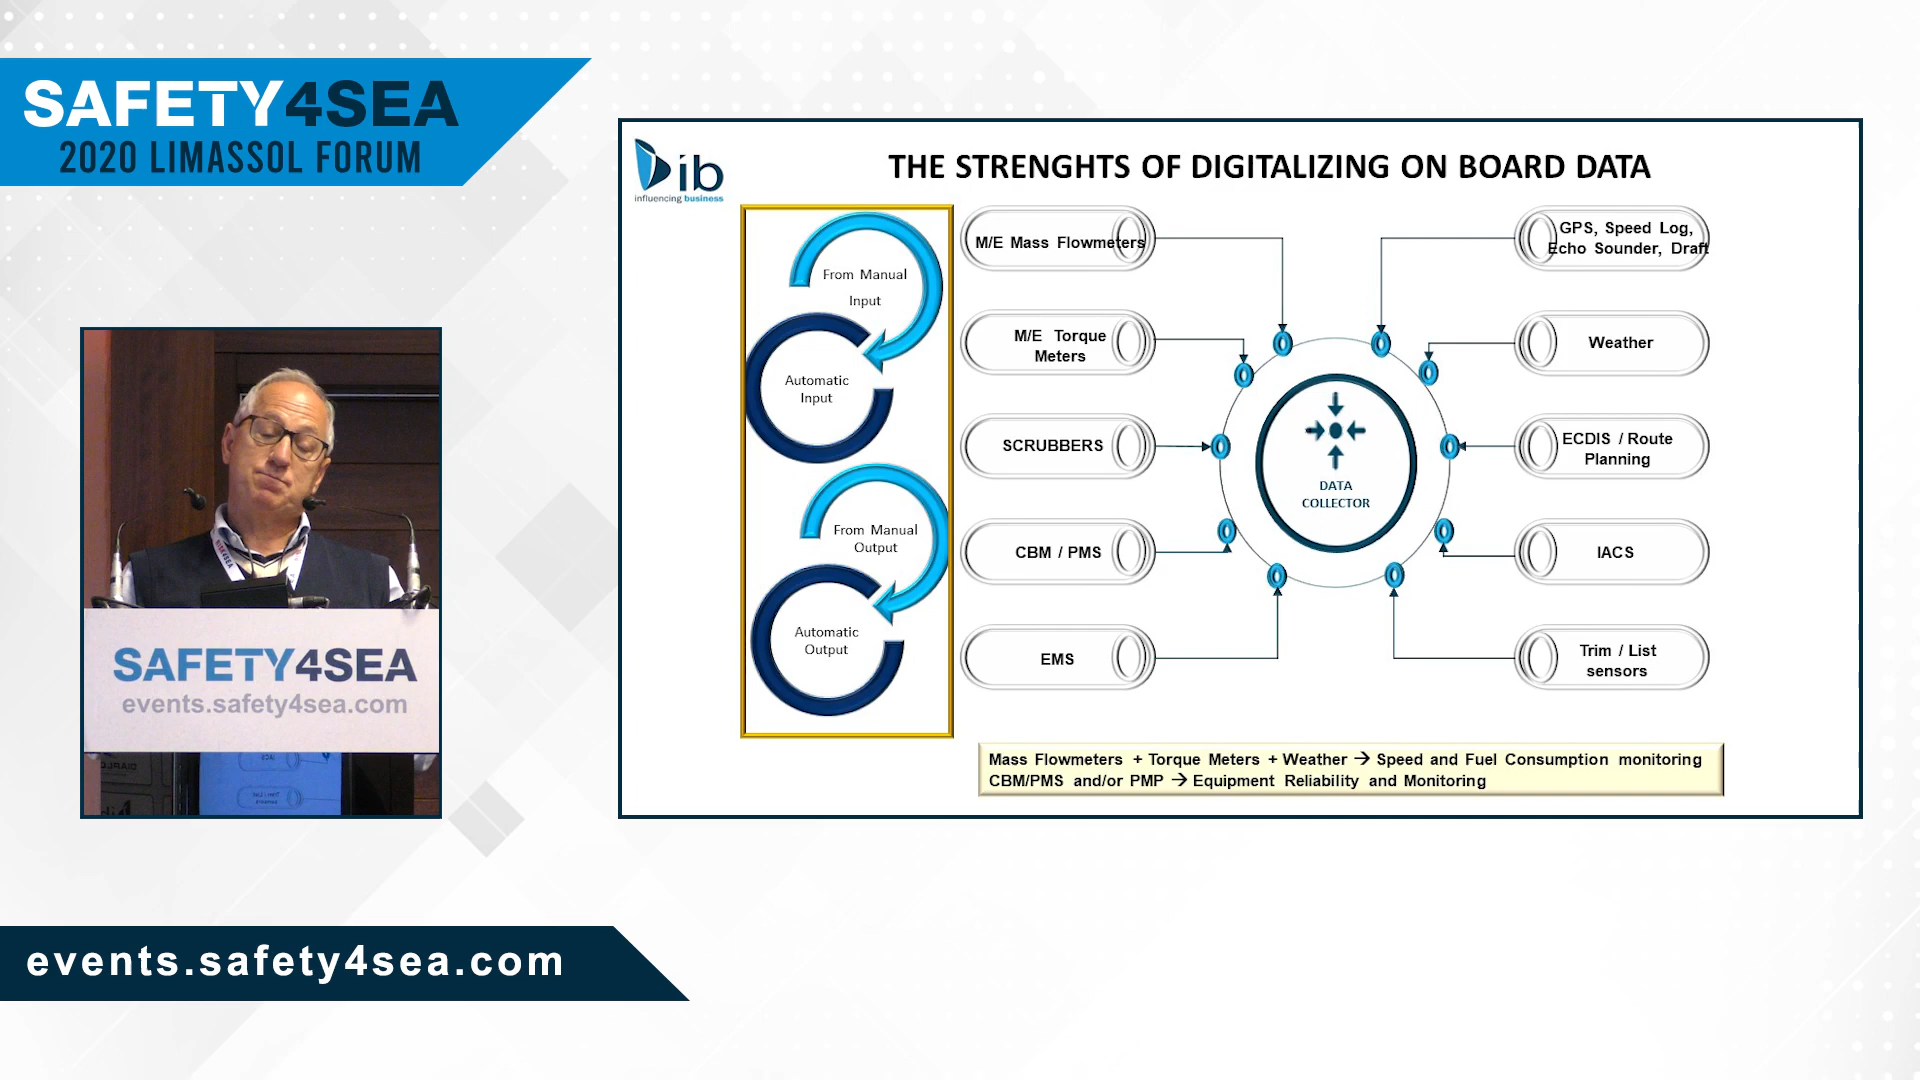 SAFETY4SEA
2020 LIMASSOL FORUM
SAFETY4SEA
events.safety4sea.com
events.safety4sea.com
ib
influencing business
THE STRENGHTS OF DIGITALIZING ON BOARD DATA
From Manual
Input
Automatic
Input
From Manual
Output
Automatic
Output
M/E Mass Flowmeters
M/E Torque
Meters
SCRUBBERS
CBM / PMS
EMS
DATA
COLLECTOR
GPS, Speed Log,
Echo Sounder, Draft
Weather
ECDIS / Route
Planning
IACS
Trim / List
sensors
Mass Flowmeters + Torque Meters + Weather → Speed and Fuel Consumption monitoring
CBM/PMS and/or PMP → Equipment Reliability and Monitoring